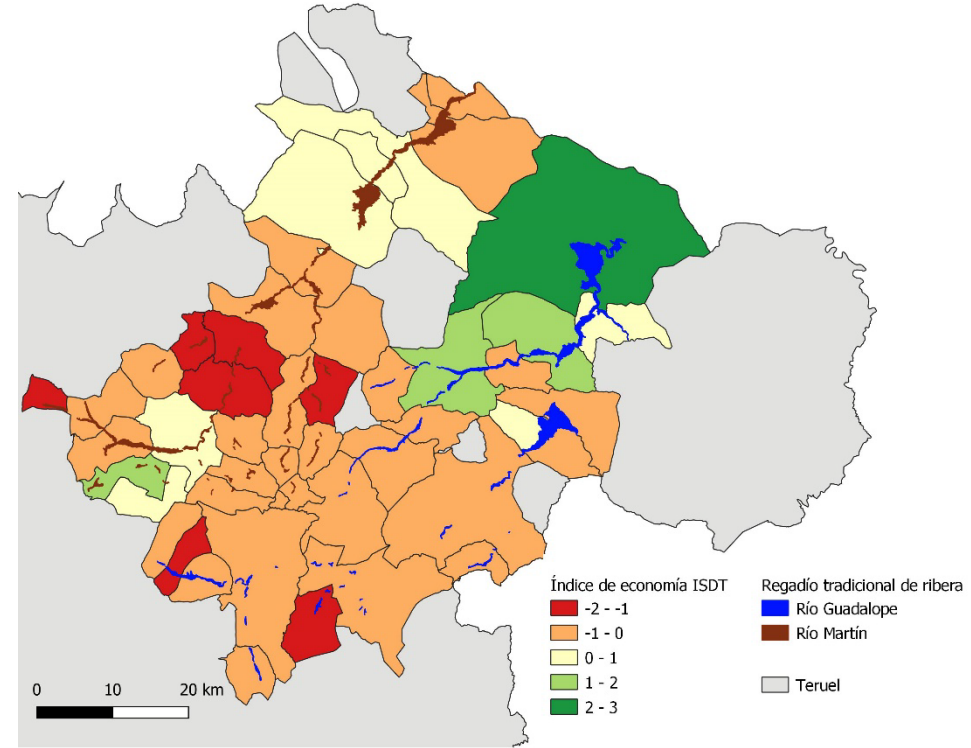 Índice de economía ISDT
-2 - -1
-1 - 0
0 - 1
1 - 2
2 - 3
Regadío tradicional de ribera
Río Guadalope
Río Martín
Teruel
0 10 20 km